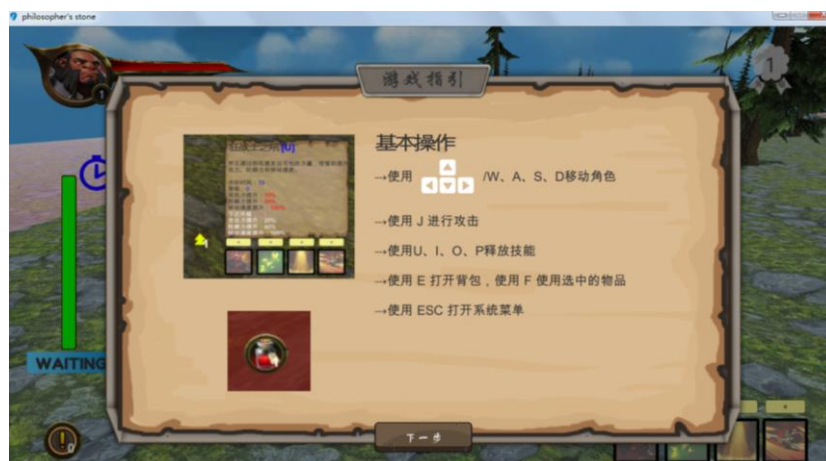 philosopher's stone
游戏指引
1
1
基本操作
→使用 /W、A、S、D移动角色
→使用 J 进行攻击
→使用U、I、O、P释放技能
→使用 E 打开背包，使用 F 使用选中的物品
→使用 ESC 打开系统菜单
[U]
WAITING
下一步